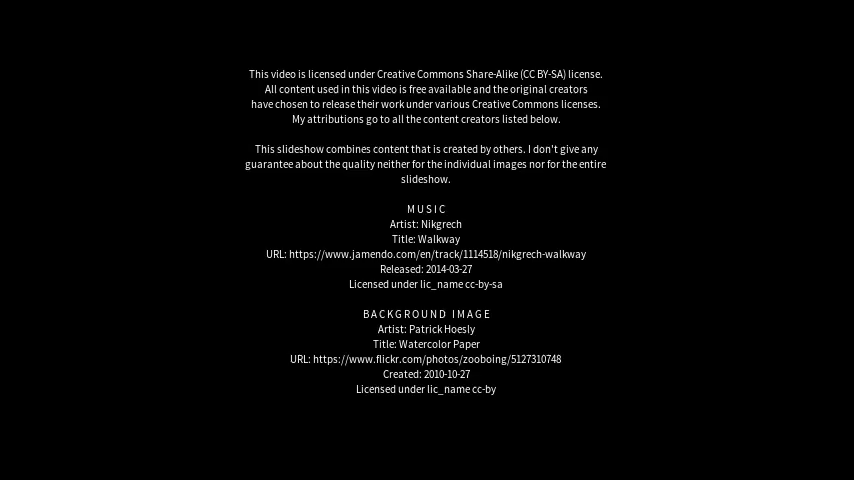 This video is licensed under Creative Commons Share-Alike (CC BY-SA) license.
All content used in this video is free available and the original creators
have chosen to release their work under various Creative Commons licenses.
My attributions go to all the content creators listed below.
This slideshow combines content that is created by others. I don't give any
guarantee about the quality neither for the individual images nor for the entire
slideshow.
MUSIC
Artist: Nikgrech
Title: Walkway
URL: https://www.jamendo.com/en/track/1114518/nikgrech-walkway
Released: 2014-03-27
Licensed under lic_name cc-by-sa
BACKGROUND IMAGE
Artist: Patrick Hoesly
Title: Watercolor Paper
URL: https://www.flickr.com/photos/zooboing/5127310748
Created: 2010-10-27
Licensed under lic_name cc-by